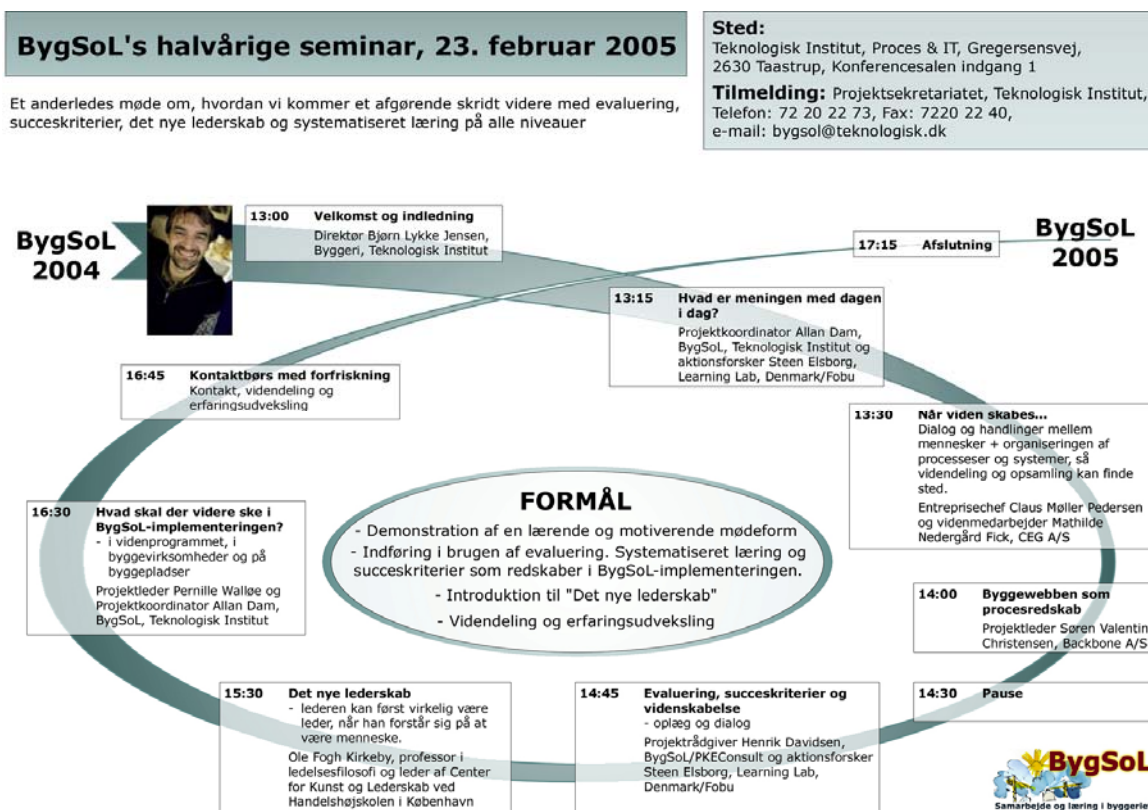 BygSoL's halvårige seminar, 23. februar 2005
Et anderledes møde om, hvordan vi kommer et afgørende skridt videre med evaluering,
succeskriterier, det nye lederskab og systematiseret læring på alle niveauer
Sted:
Teknologisk Institut, Proces & IT, Gregersensvej,
2630 Taastrup, Konferencesalen indgang 1
Tilmelding: Projektsekretariatet, Teknologisk Institut,
Telefon: 72 20 22 73, Fax: 7220 22 40,
e-mail: bygsol@teknologisk.dk
BygSoL
2004
13:00 Velkomst og indledning
Direktør Bjørn Lykke Jensen,
Byggeri, Teknologisk Institut
13:15 Hvad er meningen med dagen
i dag?
Projektkoordinator Allan Dam,
BygSoL, Teknologisk Institut og
aktionsforsker Steen Elsborg,
Learning Lab, Denmark/Fobu
13:30 Når viden skabes...
Dialog og handlinger mellem
mennesker + organiseringen af
processeser og systemer, så
videndeling og opsamling kan finde
sted.
Entreprisechef Claus Møller Pedersen
og videnmedarbejder Mathilde
Nedergård Fick, CEG A/S
14:00 Byggewebben som
procesredskab
Projektleder Søren Valentin
Christensen, Backbone A/S
14:30 Pause
14:45 Evaluering, succeskriterier og
videnskabelse
- oplæg og dialog
Projektrådgiver Henrik Davidsen,
BygSoL/PKEConsult og aktionsforsker
Steen Elsborg, Learning Lab,
Denmark/Fobu
15:30 Det nye lederskab
- lederen kan først virkelig være
leder, når han forstår sig på at
være menneske.
Ole Fogh Kirkeby, professor i
ledelsesfilosofi og leder af Center
for Kunst og Lederskab ved
Handelshøjskolen i København
16:30 Hvad skal der videre ske i
BygSoL-implementeringen?
- i videnprogrammet, i
byggevirksomheder og på
byggepladser
Projektleder Pernille Walløe og
Projektkoordinator Allan Dam,
BygSoL, Teknologisk Institut
16:45 Kontaktbørs med forfriskning
Kontakt, videndeling og
erfaringsudveksling
17:15 Afslutning
BygSoL
2005
FORMÅL
- Demonstration af en lærende og motiverende mødeform
- Indføring i brugen af evaluering. Systematiseret læring og
succeskriterier som redskaber i BygSoL-implementeringen.
- Introduktion til "Det nye lederskab"
- Videndeling og erfaringsudveksling
BygSoL
Samarbejde og læring i byggerin